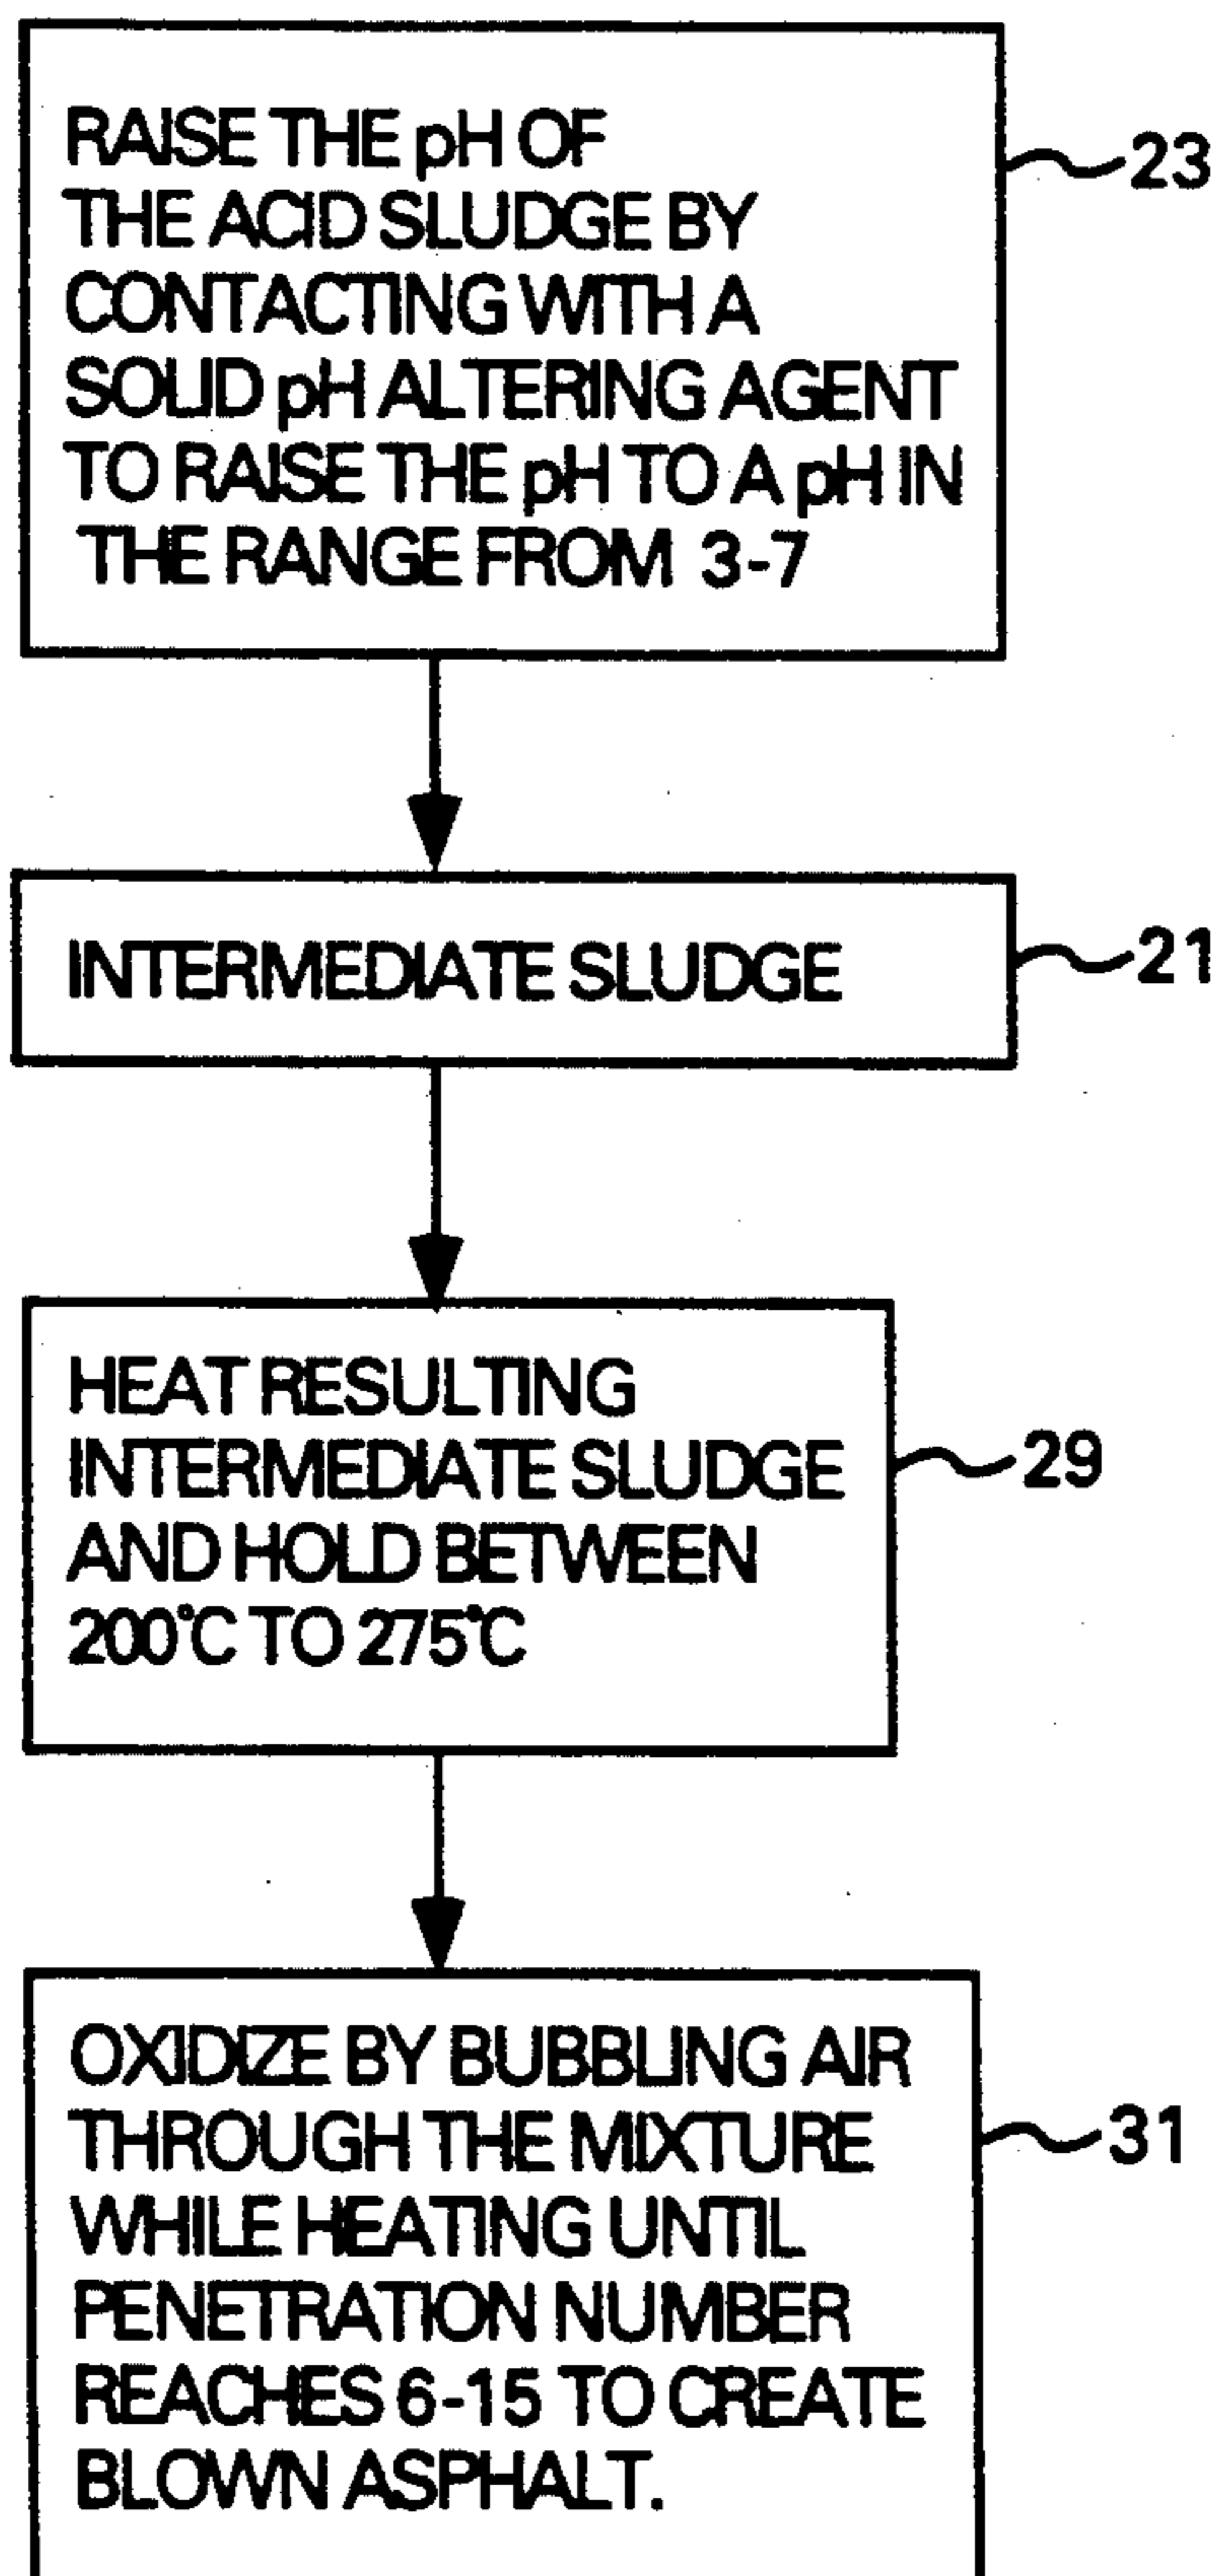 RAISE THE pH OF
THE ACID SLUDGE BY
CONTACTING WITH A
SOLID pH ALTERING AGENT
TO RAISE THE pH TO A pH IN
THE RANGE FROM 3-7
23
INTERMEDIATE SLUDGE
21
HEAT RESULTING
INTERMEDIATE SLUDGE
AND HOLD BETWEEN
200°C TO 275°C
29
OXIDIZE BY BUBBLING AIR
THROUGH THE MIXTURE
WHILE HEATING UNTIL
PENETRATION NUMBER
REACHES 6-15 TO CREATE
BLOWN ASPHALT.
31